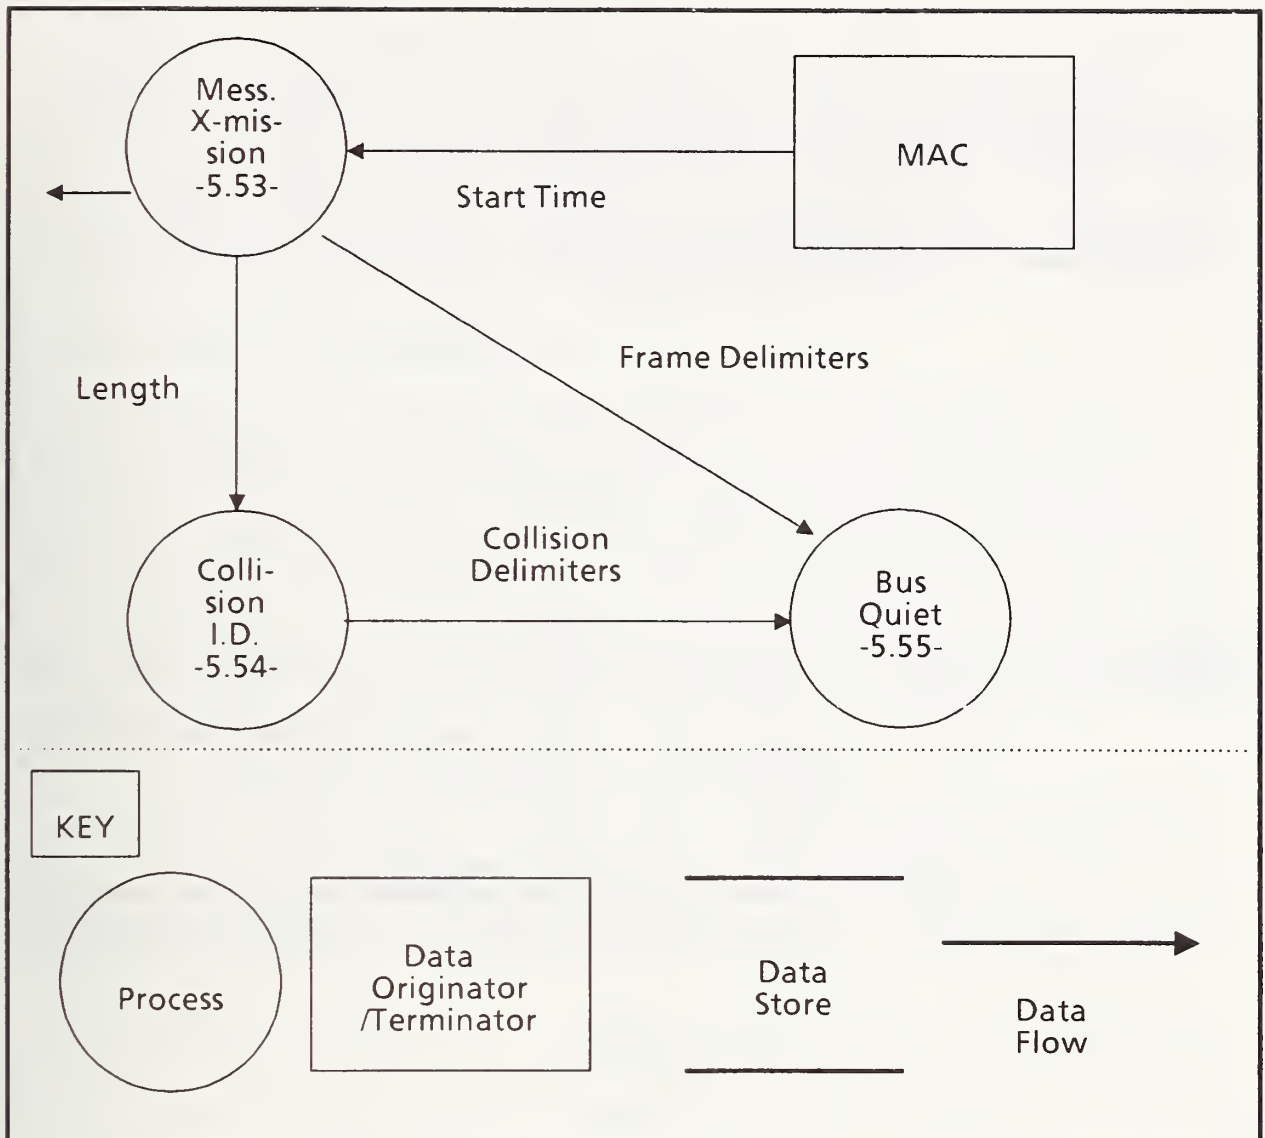 Mess.
X-mis-
sion
-5.53-
MAC
Start Time
Frame Delimiters
Length
Collision
Delimiters
Colli-
sion
I.D.
-5.54-
Bus
Quiet
-5.55-
KEY
Process
Data
Originator
/Terminator
Data
Store
Data
Flow